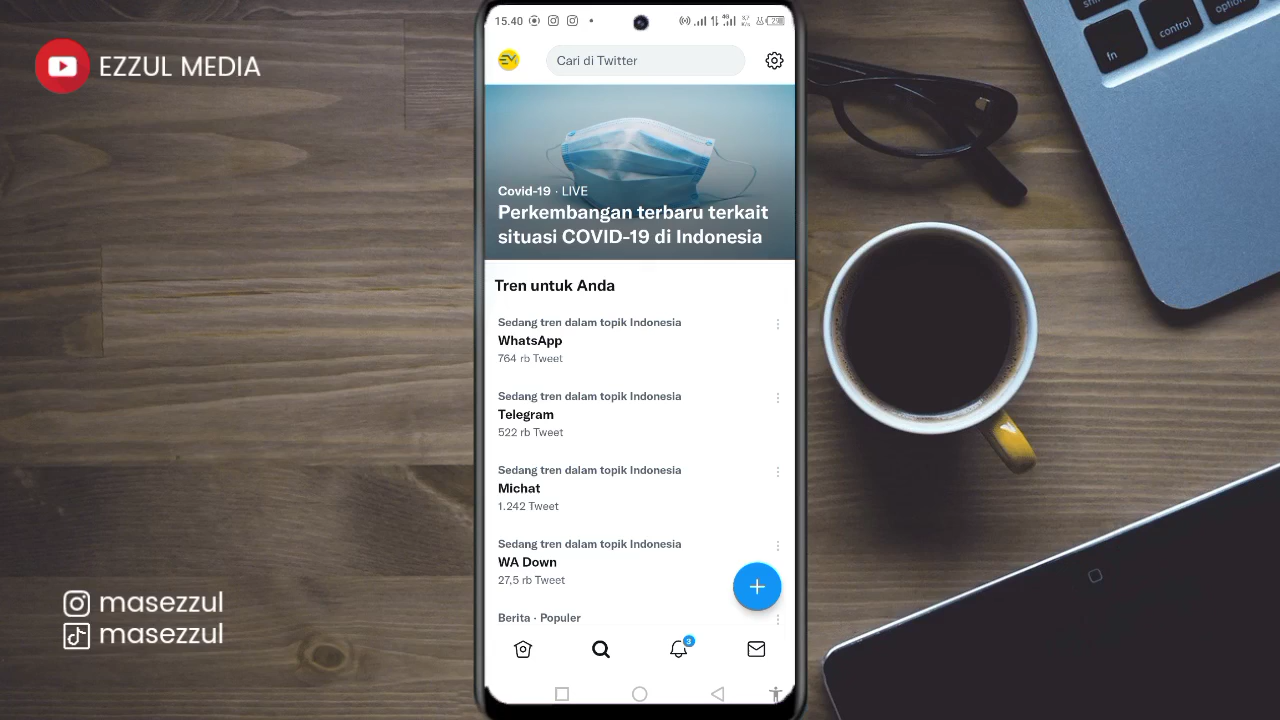 EZZUL MEDIA
masezzul
masezzul
15.40
EM
Cari di Twitter
Covid-19 · LIVE
Perkembangan terbaru terkait
situasi COVID-19 di Indonesia
Tren untuk Anda
Sedang tren dalam topik Indonesia
WhatsApp
764 rb Tweet
Sedang tren dalam topik Indonesia
Telegram
522 rb Tweet
Sedang tren dalam topik Indonesia
Michat
1.242 Tweet
Sedang tren dalam topik Indonesia
WA Down
27,5 rb Tweet
Berita · Populer
3
fn
control
option